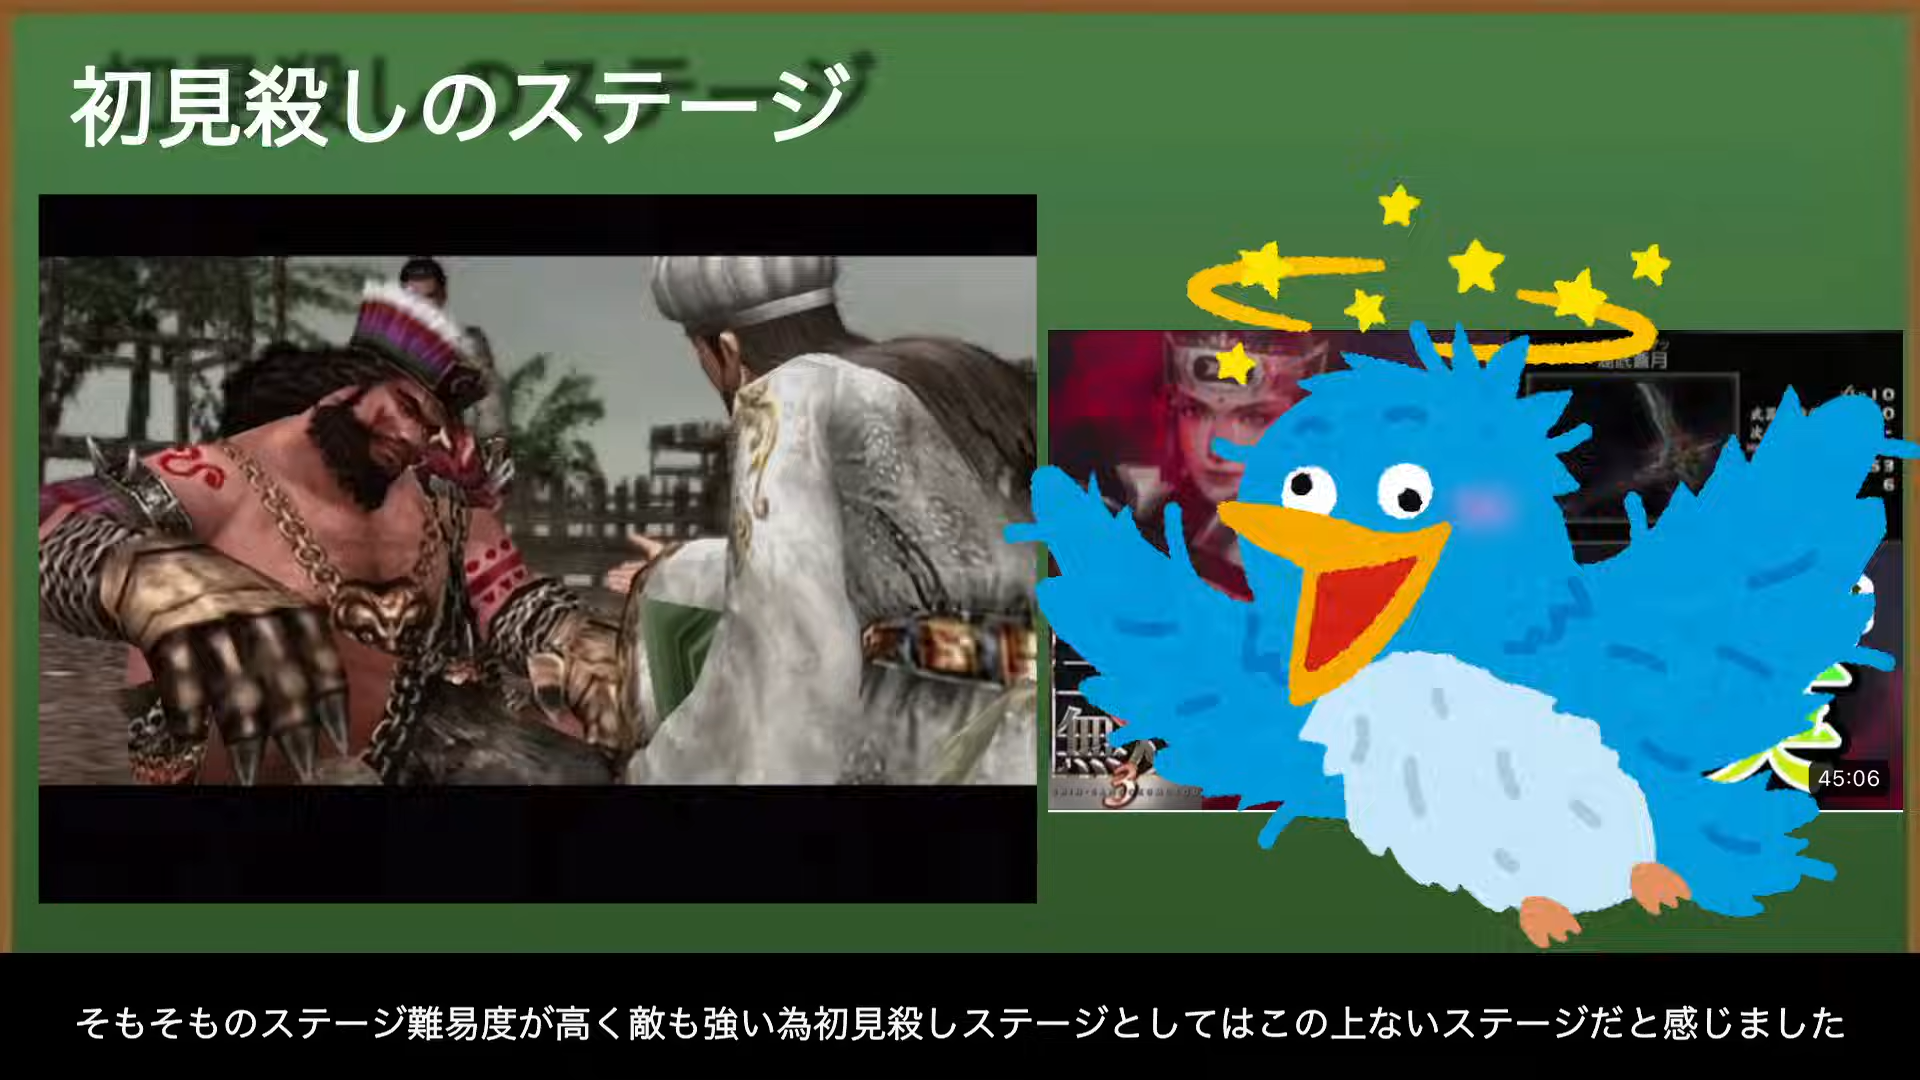 初見殺しのステージ
無
3
45:06
そもそものステージ難易度が高く敵も強い為初見殺しステージとしてはこの上ないステージだと感じました